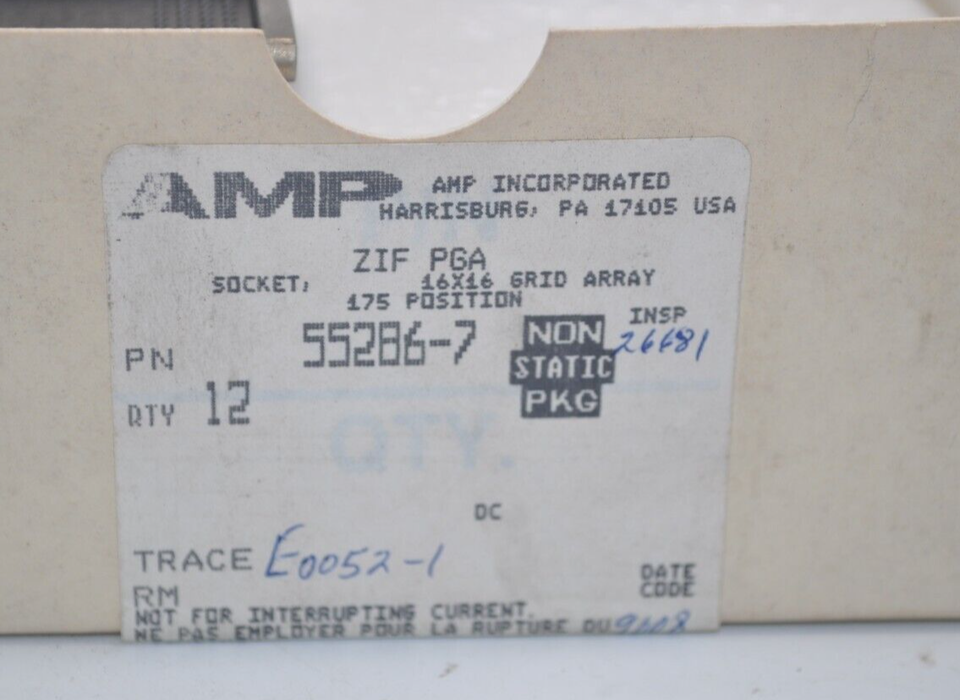 AMP
AMP INCORPORATED
HARRISBURG, PA 17105 USA
ZIF PGA
SOCKET, 16X16 GRID ARRAY
175 POSITION
PN 55286-7
NON
STATIC
PKG
INSP
26681
QTY 12
QTY.
DC
TRACE E0052-1
RM
DATE
CODE
NOT FOR INTERRUPTING CURRENT.
NE PAS EMPLOYER POUR LA RUPTURE DU